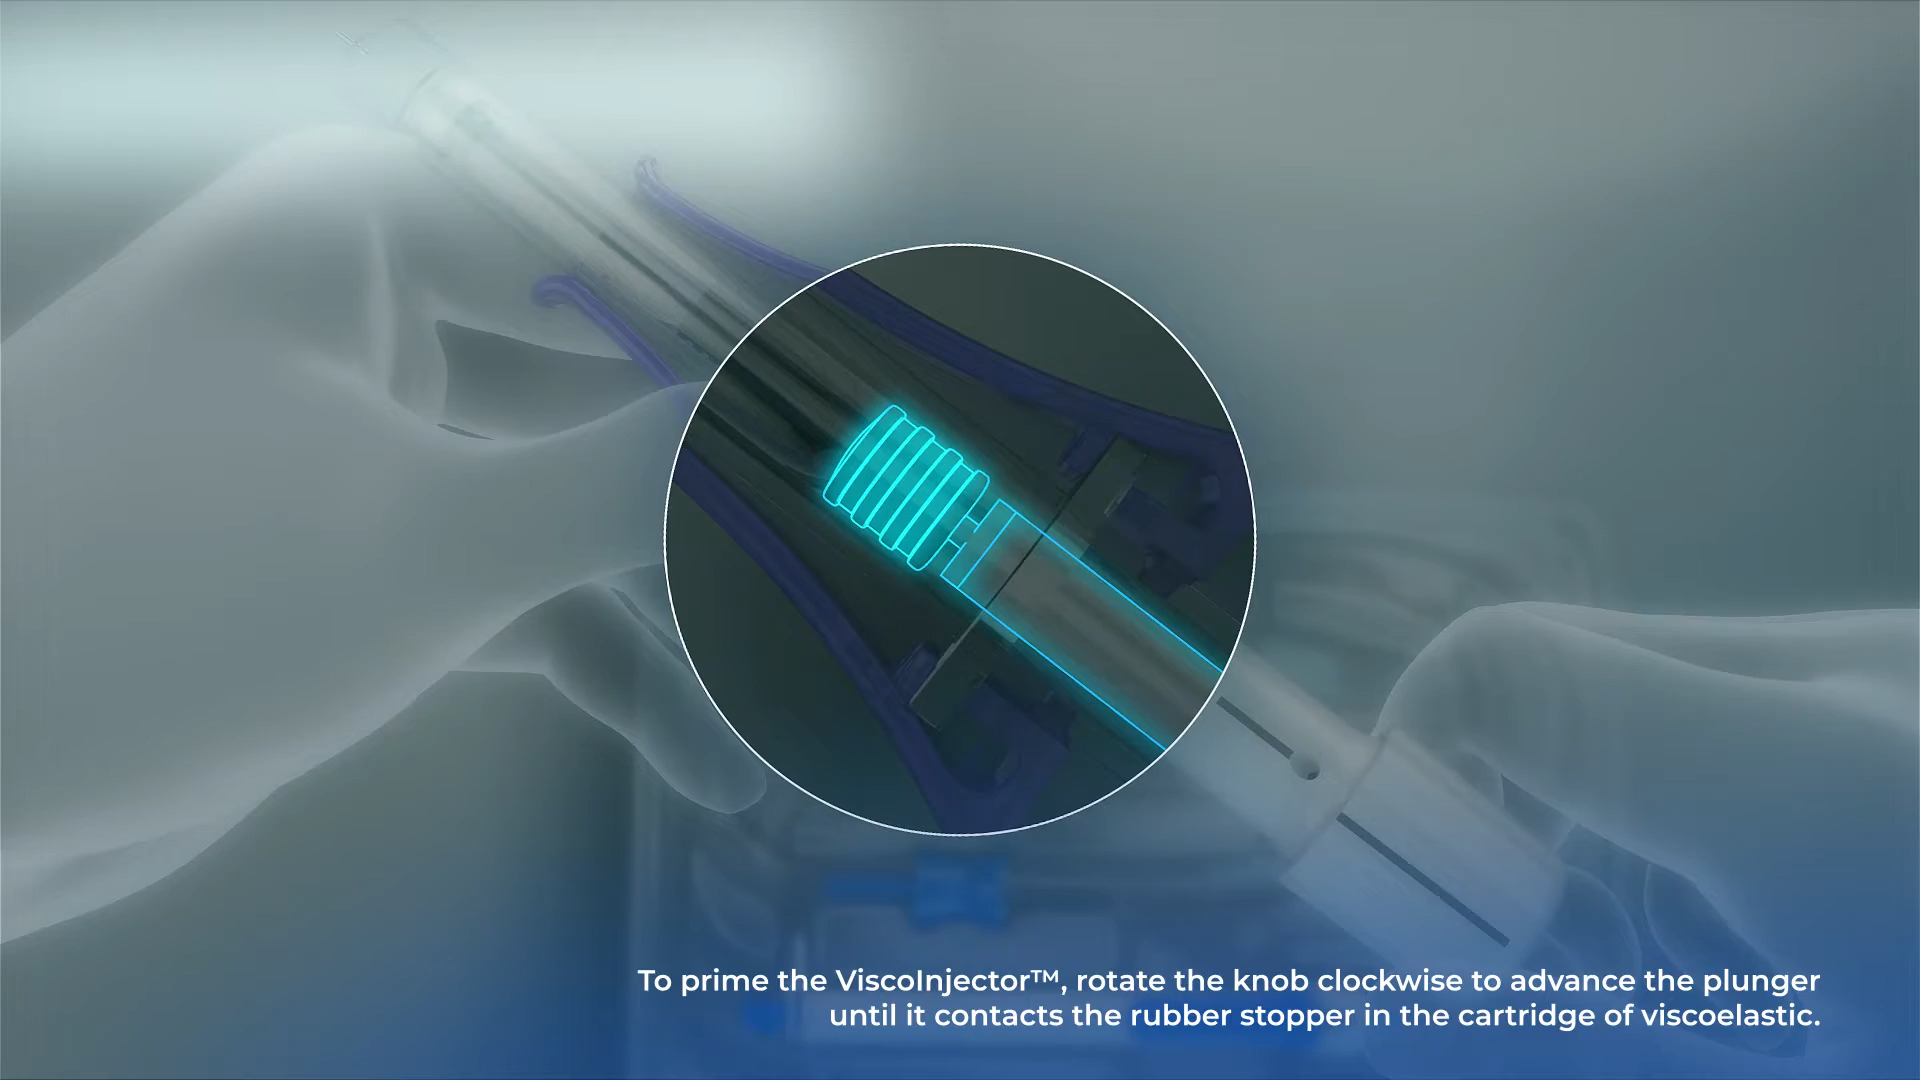 To prime the ViscoInjector™, rotate the knob clockwise to advance the plunger
until it contacts the rubber stopper in the cartridge of viscoelastic.